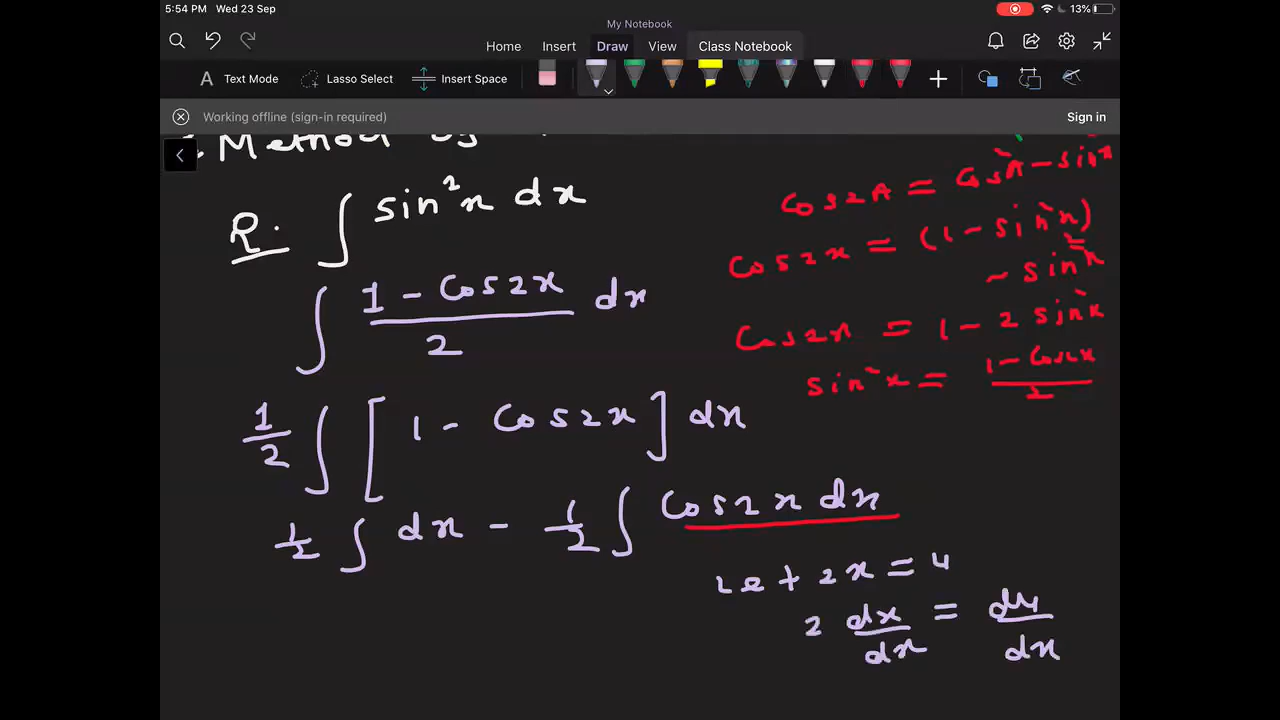 5:54 PM Wed 23 Sep
13%
My Notebook
Home Insert Draw View Class Notebook
Text Mode Lasso Select Insert Space
Working offline (sign-in required)
Sign in
Method of
Q. ∫ sin²x dx
∫ (1 - Cos2x)/2 dx
1/2 ∫ [1 - Cos2x] dx
1/2 ∫ dx - 1/2 ∫ Cos2x dx
let 2x = u
2 dx/dx = du/dx
Cos2A = Cos²A - sin²A
Cos2x = (1 - sin²x)
- sin²x
Cos2x = 1 - 2 sin²x
sin²x = (1 - Cos2x)/2